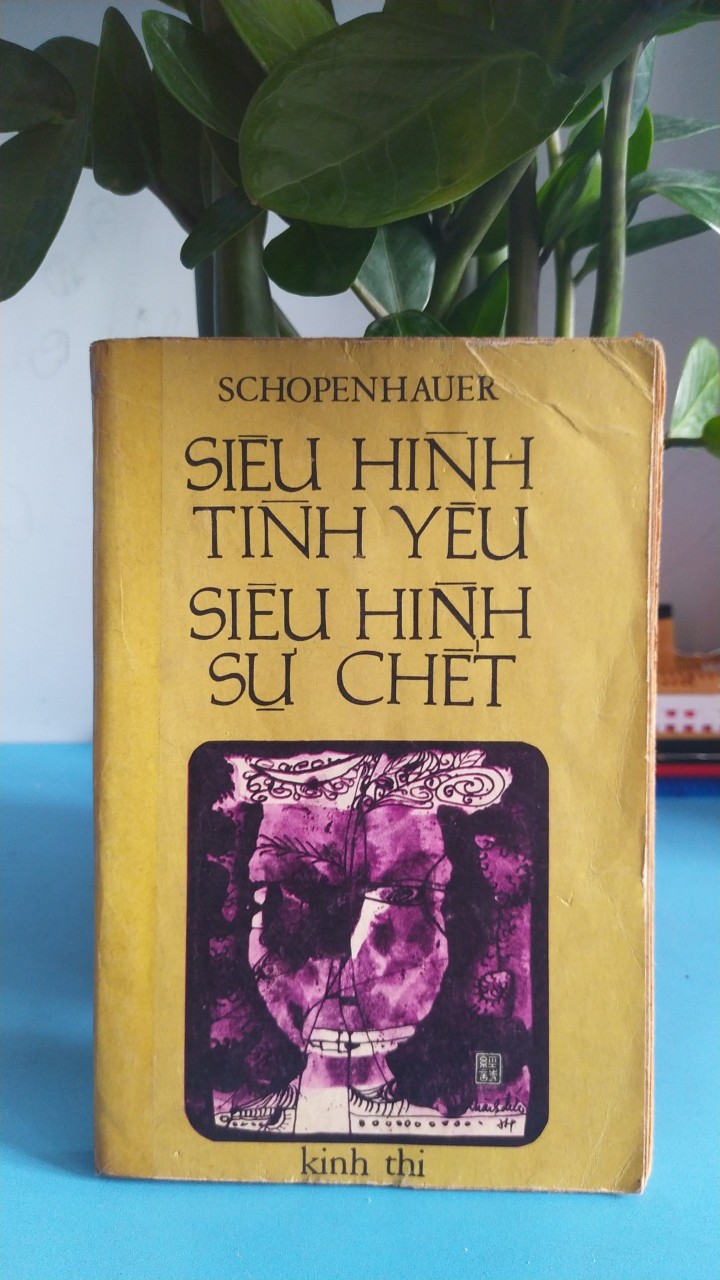 SCHOPENHAUER
SIÊU HÌNH
TÌNH YÊU
SIÊU HÌNH
SỰ CHẾT
kinh thi